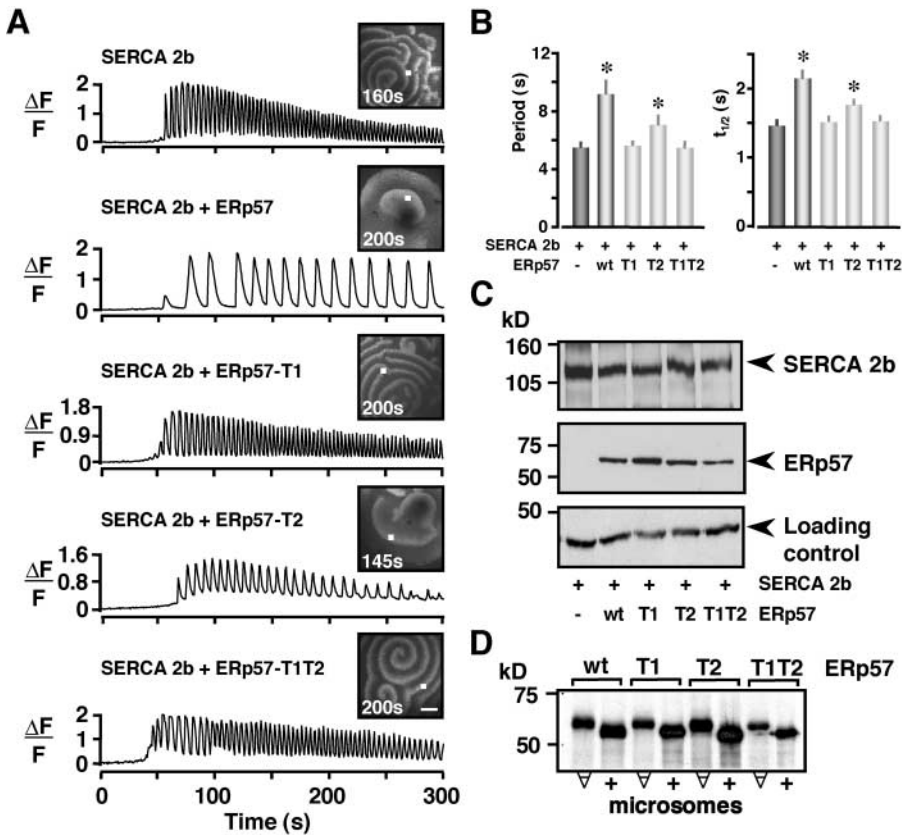 A
SERCA 2b
ΔF
F
2
1
0
160s
SERCA 2b + ERp57
ΔF
F
2
1
0
200s
SERCA 2b + ERp57-T1
ΔF
F
1.8
0.9
0
200s
SERCA 2b + ERp57-T2
ΔF
F
1.6
0.8
0
145s
SERCA 2b + ERp57-T1T2
ΔF
F
2
1
0
200s
0 100 200 300
Time (s)
B
Period (s)
12
8
4
0
* *
SERCA 2b + + + + +
ERp57 - wt T1 T2 T1T2
t1/2 (s)
2
1
0
* *
+ + + + +
- wt T1 T2 T1T2
C
kD
160
105
SERCA 2b
75
50
ERp57
50
Loading
control
+ + + + + SERCA 2b
- wt T1 T2 T1T2 ERp57
D
kD
wt T1 T2 T1T2 ERp57
75
50
- + - + - + - +
microsomes